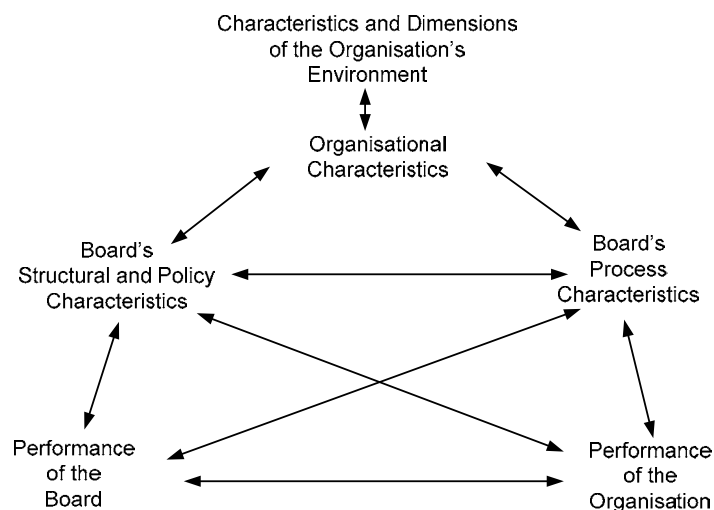 Characteristics and Dimensions
of the Organisation's
Environment
Organisational
Characteristics
Board's
Structural and Policy
Characteristics
Board's
Process
Characteristics
Performance
of the
Board
Performance
of the
Organisation